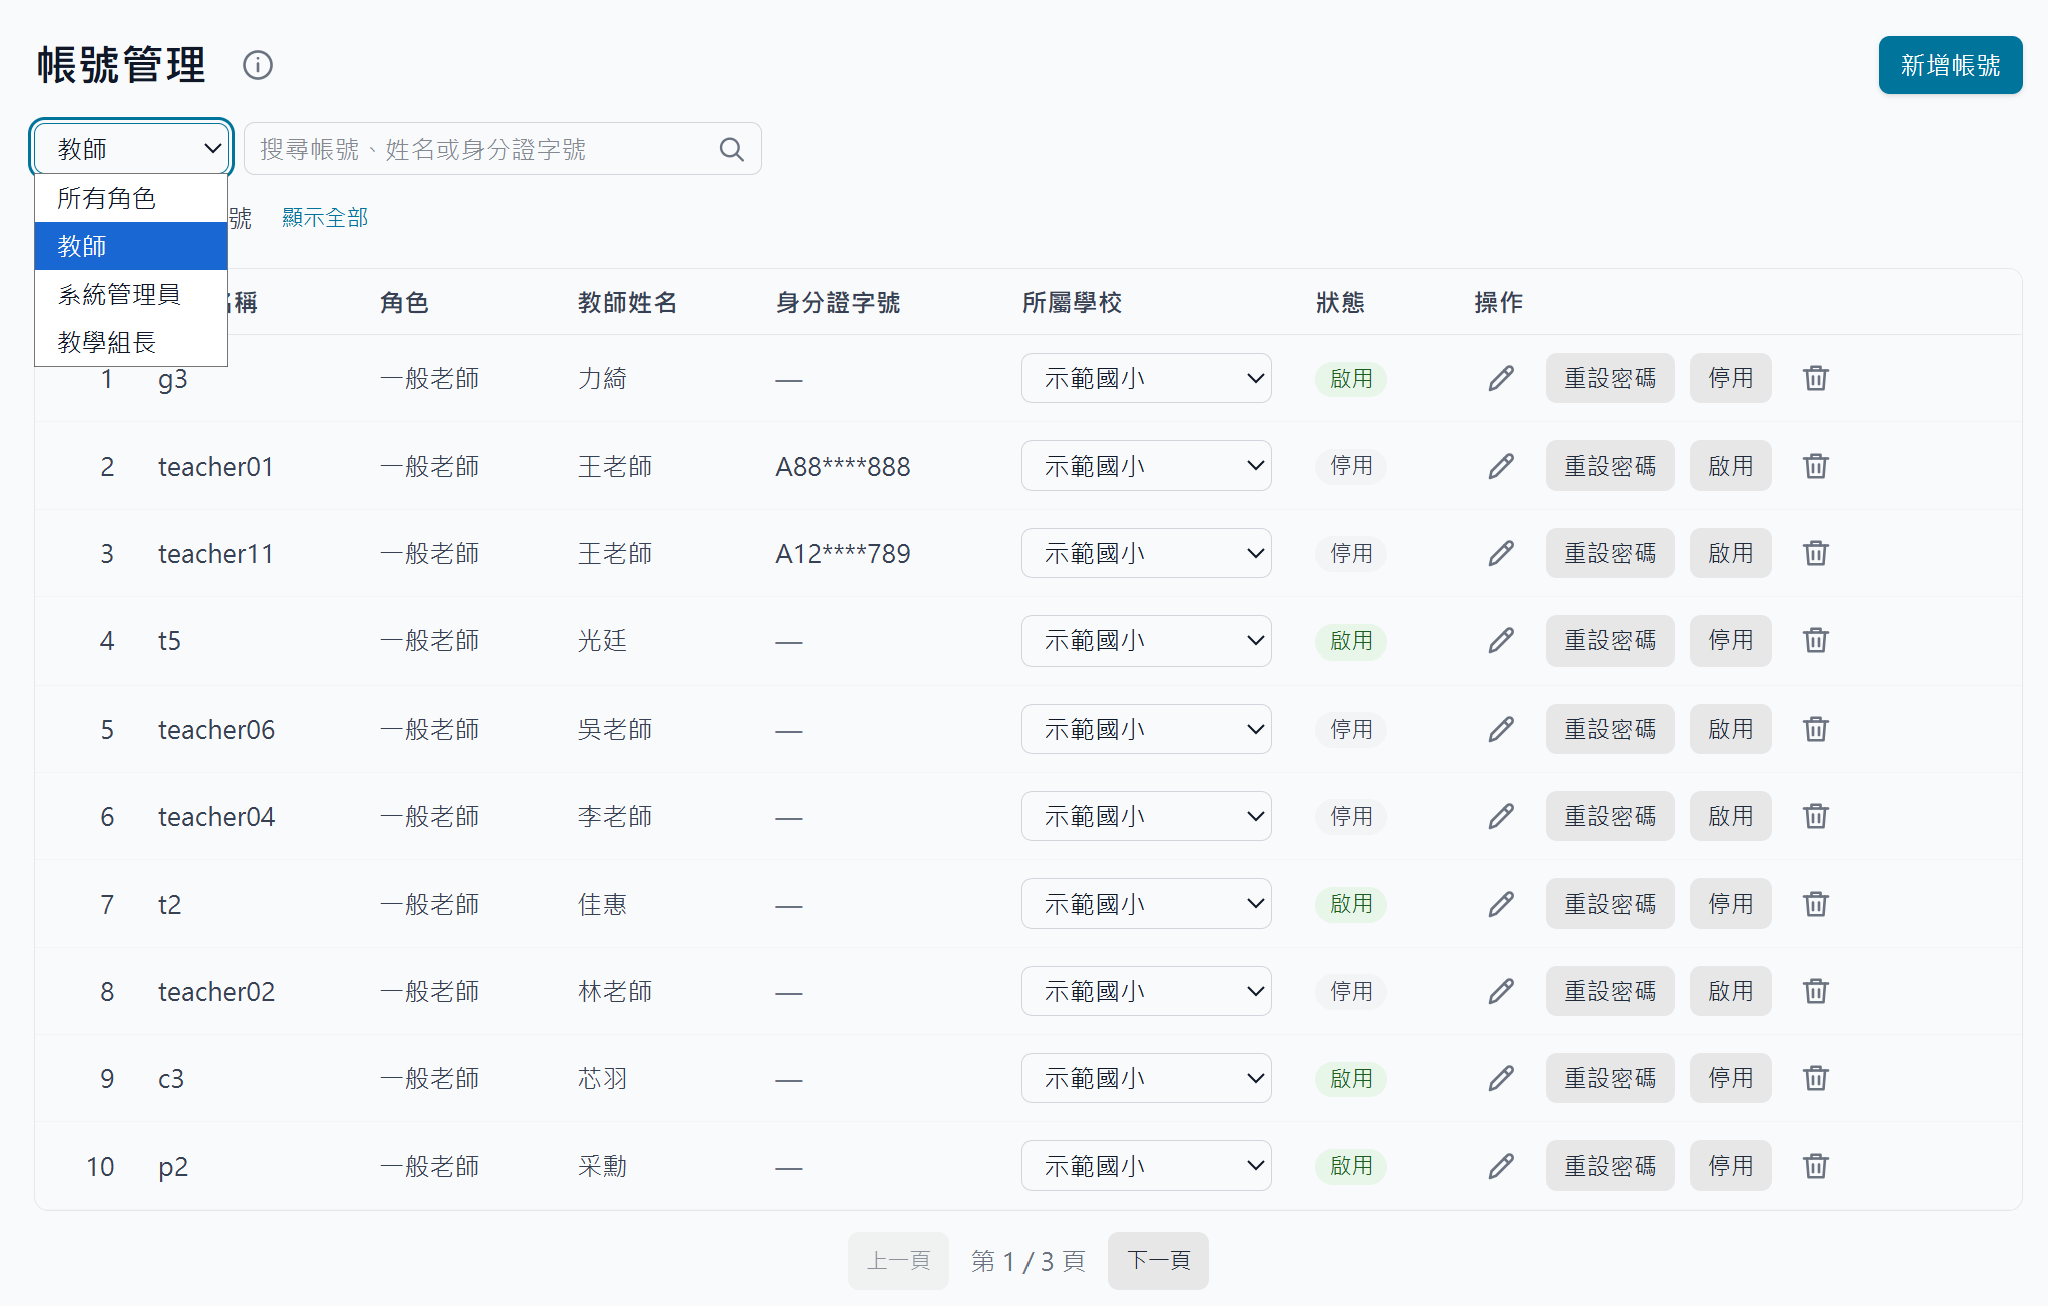 帳號管理
新增帳號
教師
搜尋帳號、姓名或身分證字號
所有角色
教師
系統管理員
教學組長
號 顯示全部
稱 角色 教師姓名 身分證字號 所屬學校 狀態 操作
1 g3 一般老師 力綺 — 示範國小 啟用 重設密碼 停用
2 teacher01 一般老師 王老師 A88****888 示範國小 停用 重設密碼 啟用
3 teacher11 一般老師 王老師 A12****789 示範國小 停用 重設密碼 啟用
4 t5 一般老師 光廷 — 示範國小 啟用 重設密碼 停用
5 teacher06 一般老師 吳老師 — 示範國小 停用 重設密碼 啟用
6 teacher04 一般老師 李老師 — 示範國小 停用 重設密碼 啟用
7 t2 一般老師 佳惠 — 示範國小 啟用 重設密碼 停用
8 teacher02 一般老師 林老師 — 示範國小 停用 重設密碼 啟用
9 c3 一般老師 芯羽 — 示範國小 啟用 重設密碼 停用
10 p2 一般老師 采勳 — 示範國小 啟用 重設密碼 停用
上一頁 第 1 / 3 頁 下一頁